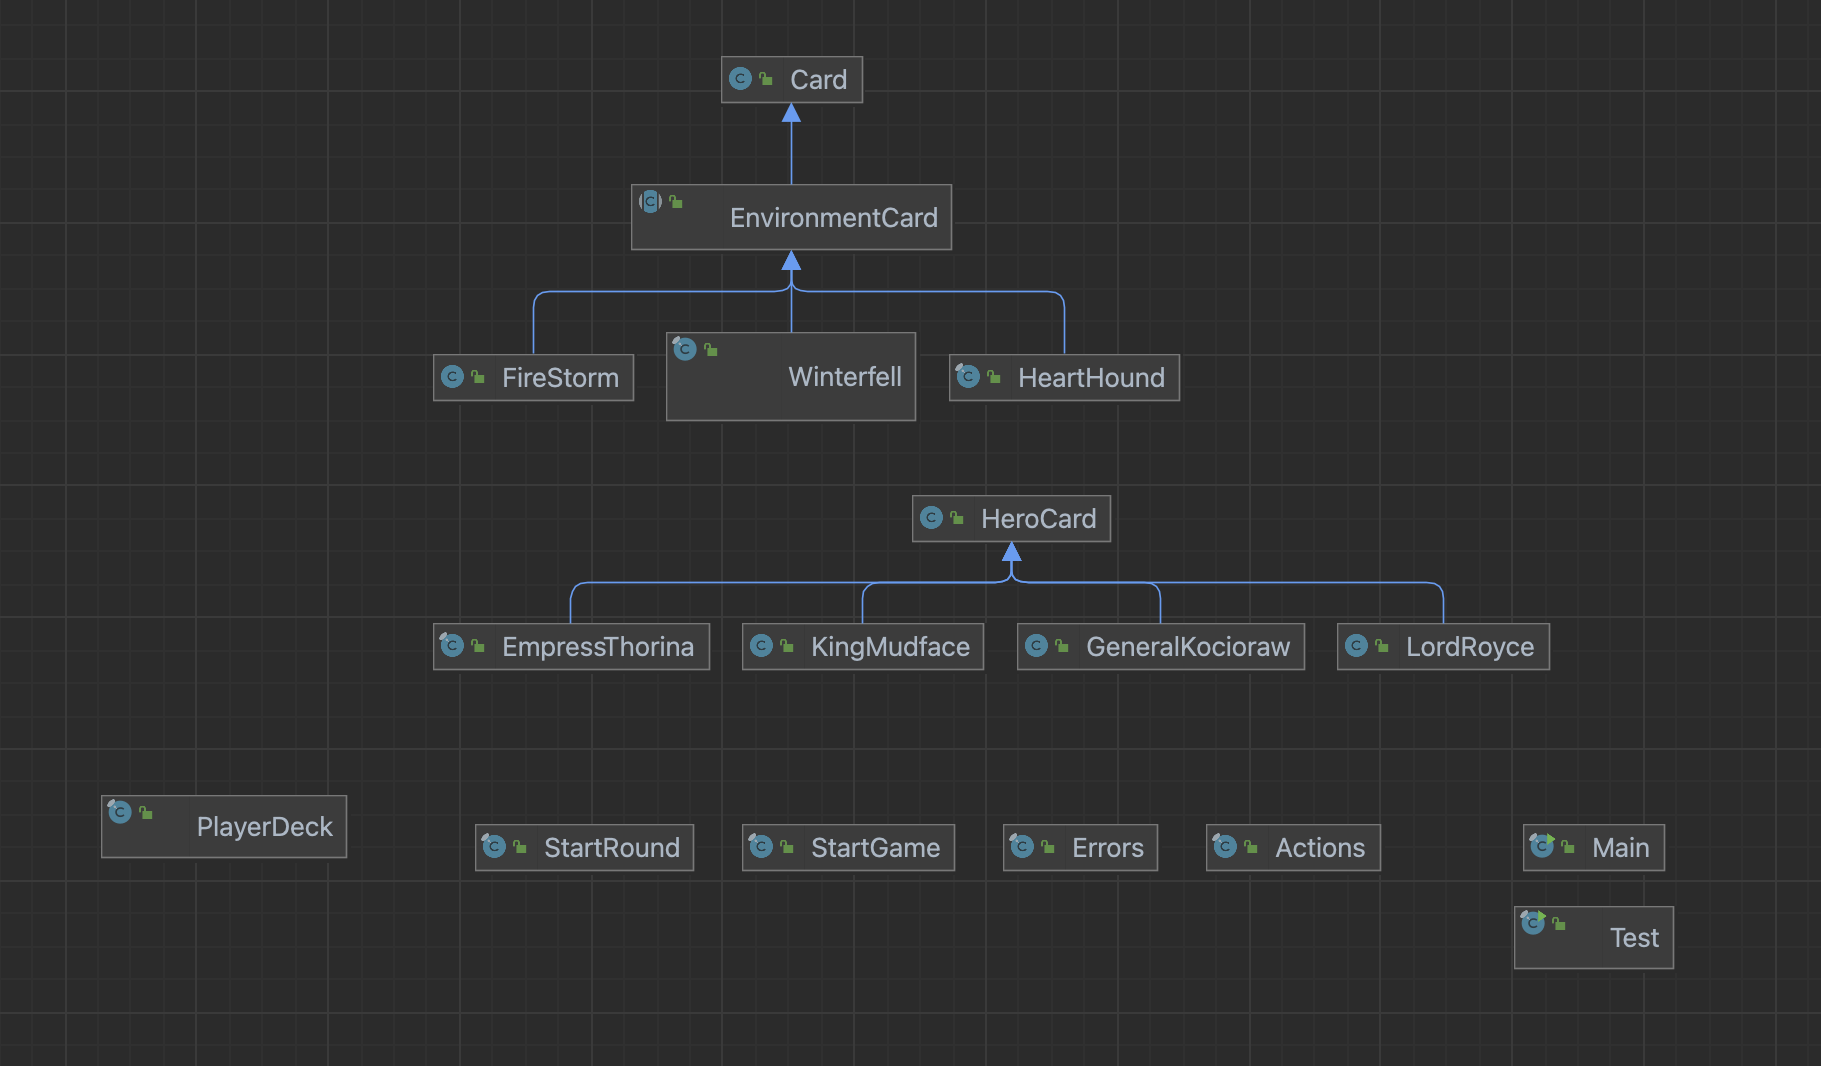 Card
EnvironmentCard
FireStorm
Winterfell
HeartHound
HeroCard
EmpressThorina
KingMudface
GeneralKocioraw
LordRoyce
PlayerDeck
StartRound
StartGame
Errors
Actions
Main
Test